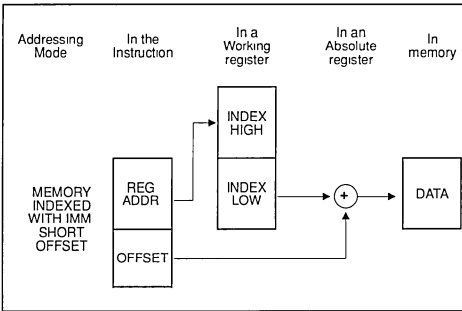 Addressing
Mode
In the
Instruction
In a
Working
register
In an
Absolute
register
In
memory
INDEX
HIGH
MEMORY
INDEXED
WITH IMM
SHORT
OFFSET
REG
ADDR
INDEX
LOW
+
DATA
OFFSET